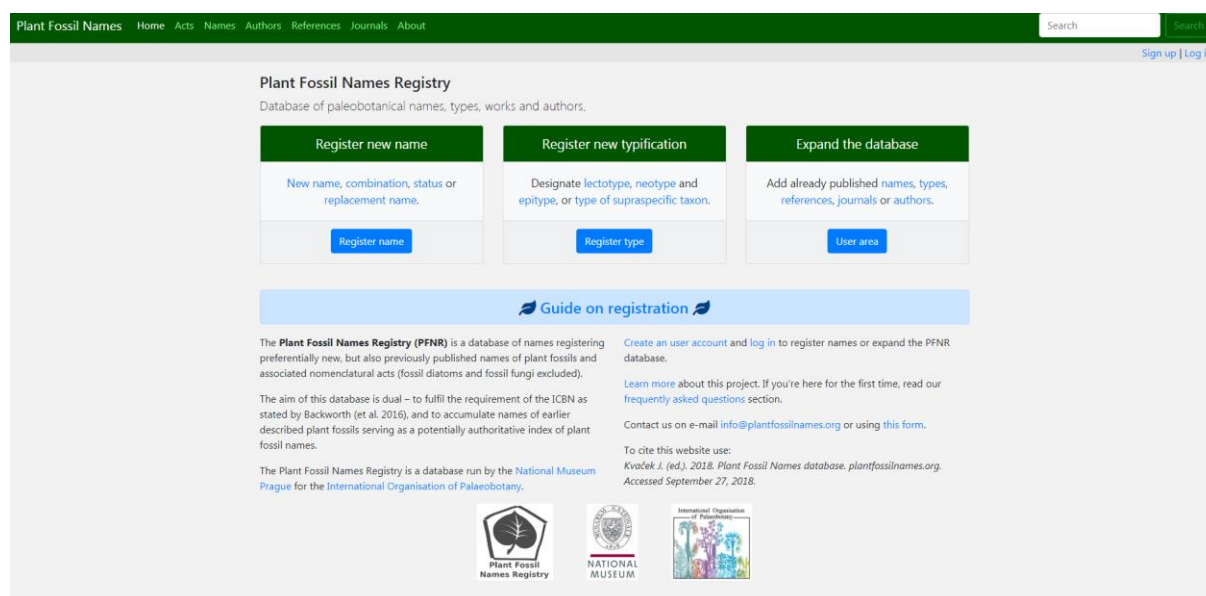 Plant Fossil Names Home Acts Names Authors References Journals About Search Search
Sign up | Log i
Plant Fossil Names Registry
Database of paleobotanical names, types, works and authors.
Register new name
New name, combination, status or
replacement name.
Register name
Register new typification
Designate lectotype, neotype and
epitype, or type of supraspecific taxon.
Register type
Expand the database
Add already published names, types,
references, journals or authors.
User area
Guide on registration
The Plant Fossil Names Registry (PFNR) is a database of names registering
preferentially new, but also previously published names of plant fossils and
associated nomenclatural acts (fossil diatoms and fossil fungi excluded).
The aim of this database is dual – to fulfil the requirement of the ICBN as
stated by Backworth (et al. 2016), and to accumulate names of earlier
described plant fossils serving as a potentially authoritative index of plant
fossil names.
The Plant Fossil Names Registry is a database run by the National Museum
Prague for the International Organisation of Palaeobotany.
Create an user account and log in to register names or expand the PFNR
database.
Learn more about this project. If you're here for the first time, read our
frequently asked questions section.
Contact us on e-mail info@plantfossilnames.org or using this form.
To cite this website use:
Kvaček J. (ed.). 2018. Plant Fossil Names database. plantfossilnames.org.
Accessed September 27, 2018.
Plant Fossil
Names Registry
NATIONAL
MUSEUM
International Organisation
of Palaeobotany